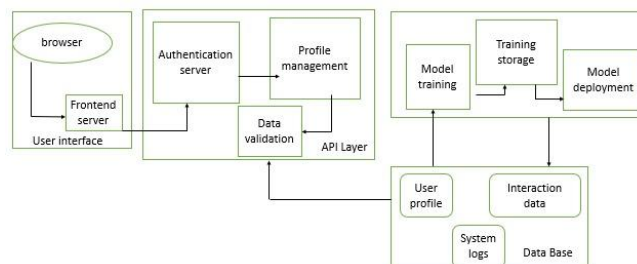 browser
Frontend
server
User interface
Authentication
server
Profile
management
Data
validation
API Layer
Model
training
Training
storage
Model
deployment
User
profile
Interaction
data
System
logs
Data Base